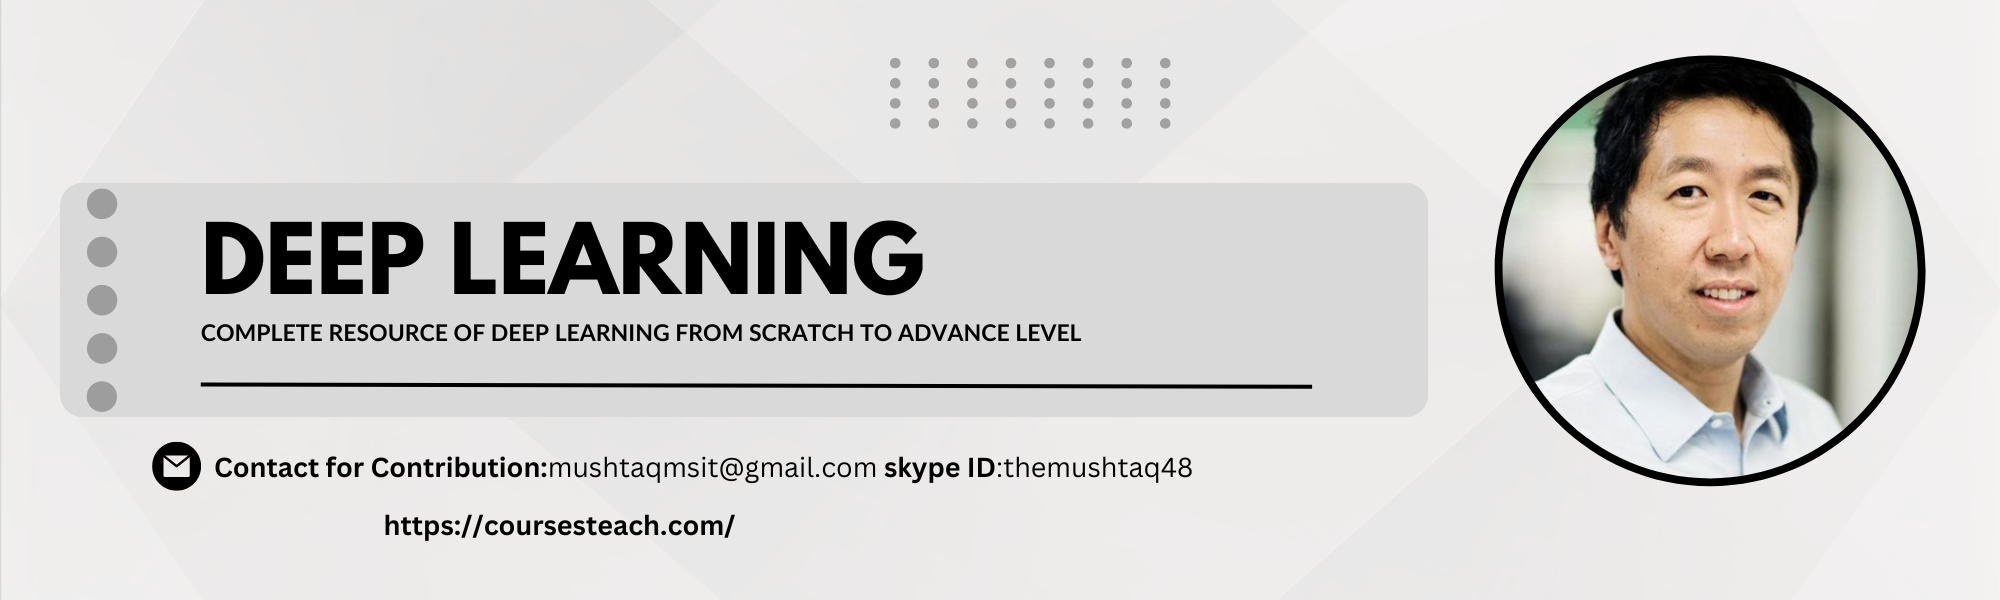 DEEP LEARNING
COMPLETE RESOURCE OF DEEP LEARNING FROM SCRATCH TO ADVANCE LEVEL
Contact for Contribution:mushtaqmsit@gmail.com skype ID:themushtaq48
https://coursesteach.com/